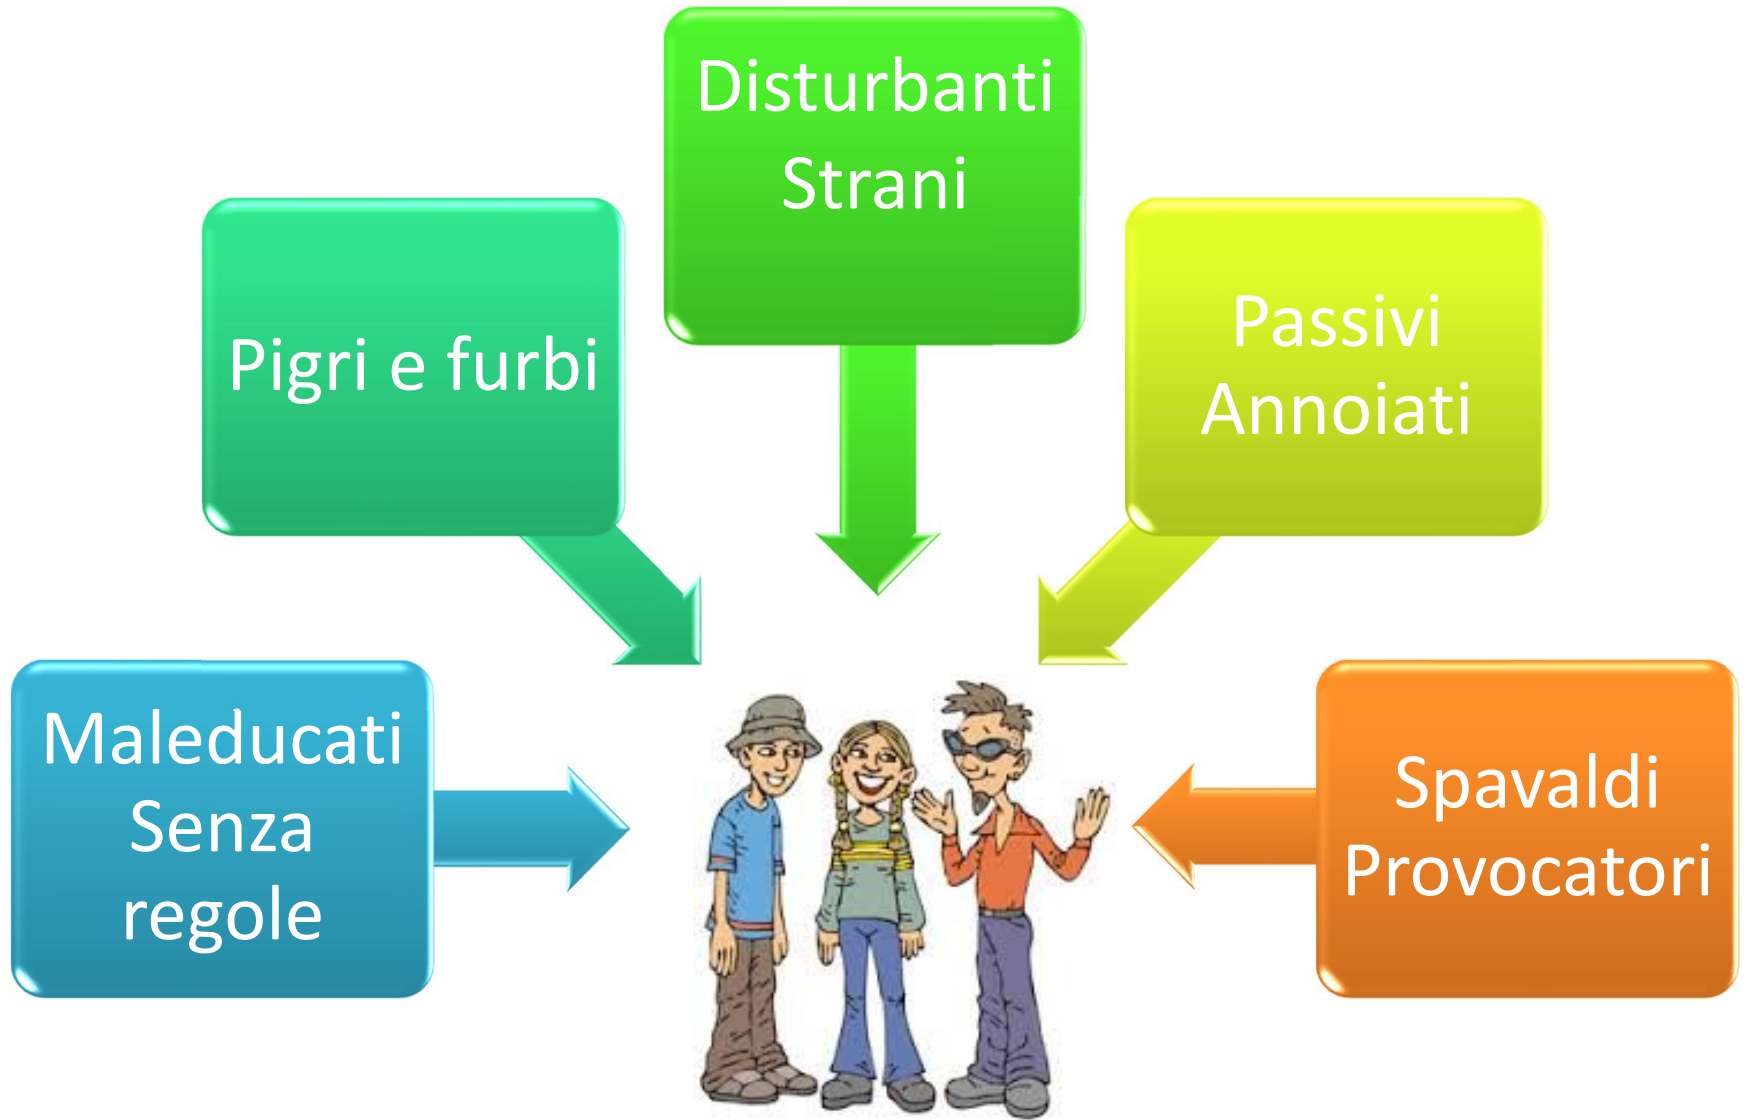 Disturbanti
Strani
Pigri e furbi
Passivi
Annoiati
Maleducati
Senza
regole
Spavaldi
Provocatori